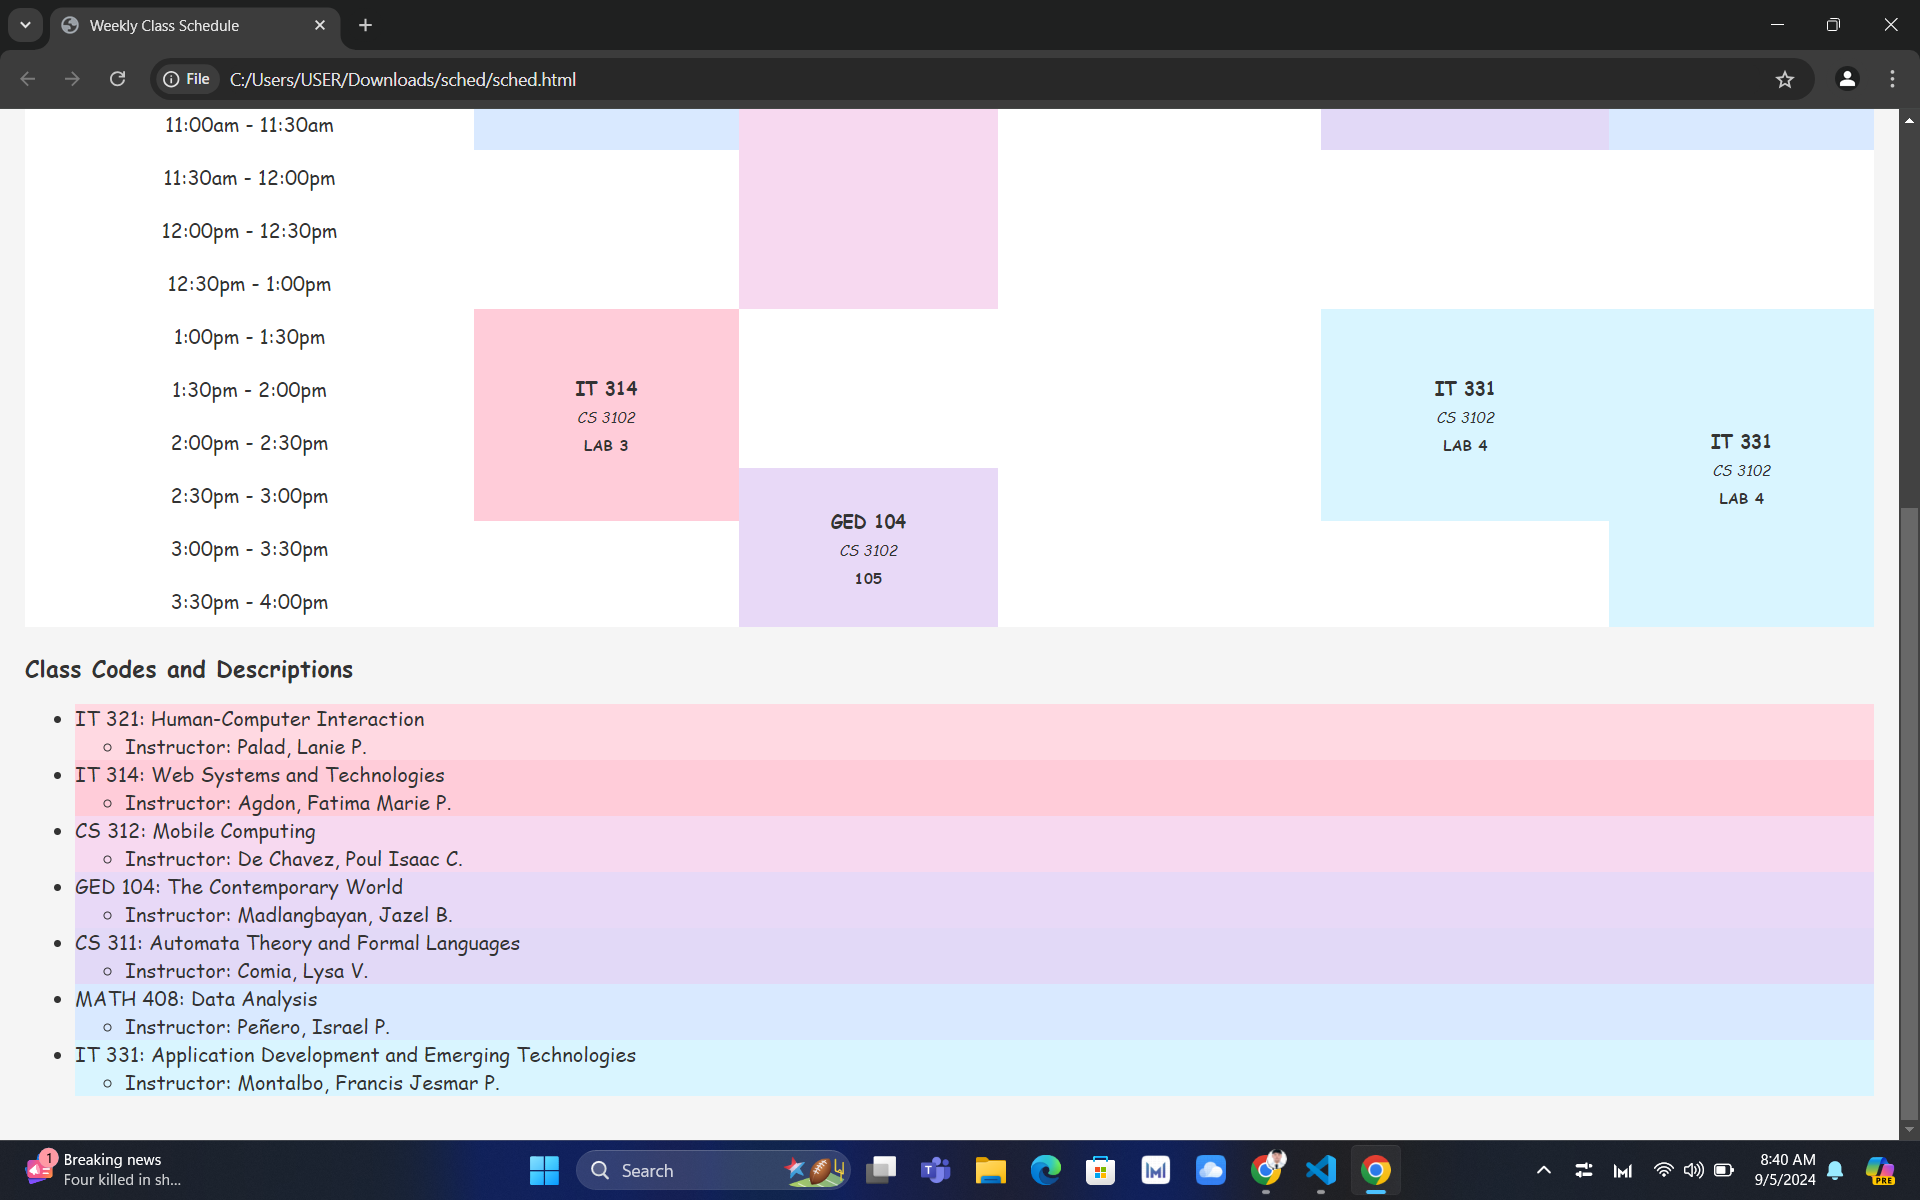 Weekly Class Schedule
File C:/Users/USER/Downloads/sched/sched.html
11:00am - 11:30am
11:30am - 12:00pm
12:00pm - 12:30pm
12:30pm - 1:00pm
1:00pm - 1:30pm
1:30pm - 2:00pm
2:00pm - 2:30pm
2:30pm - 3:00pm
3:00pm - 3:30pm
3:30pm - 4:00pm
IT 314
CS 3102
LAB 3
GED 104
CS 3102
105
IT 331
CS 3102
LAB 4
IT 331
CS 3102
LAB 4
Class Codes and Descriptions
IT 321: Human-Computer Interaction
Instructor: Palad, Lanie P.
IT 314: Web Systems and Technologies
Instructor: Agdon, Fatima Marie P.
CS 312: Mobile Computing
Instructor: De Chavez, Poul Isaac C.
GED 104: The Contemporary World
Instructor: Madlangbayan, Jazel B.
CS 311: Automata Theory and Formal Languages
Instructor: Comia, Lysa V.
MATH 408: Data Analysis
Instructor: Peñero, Israel P.
IT 331: Application Development and Emerging Technologies
Instructor: Montalbo, Francis Jesmar P.
1
Breaking news
Four killed in sh...
Search
8:40 AM
9/5/2024
PRE